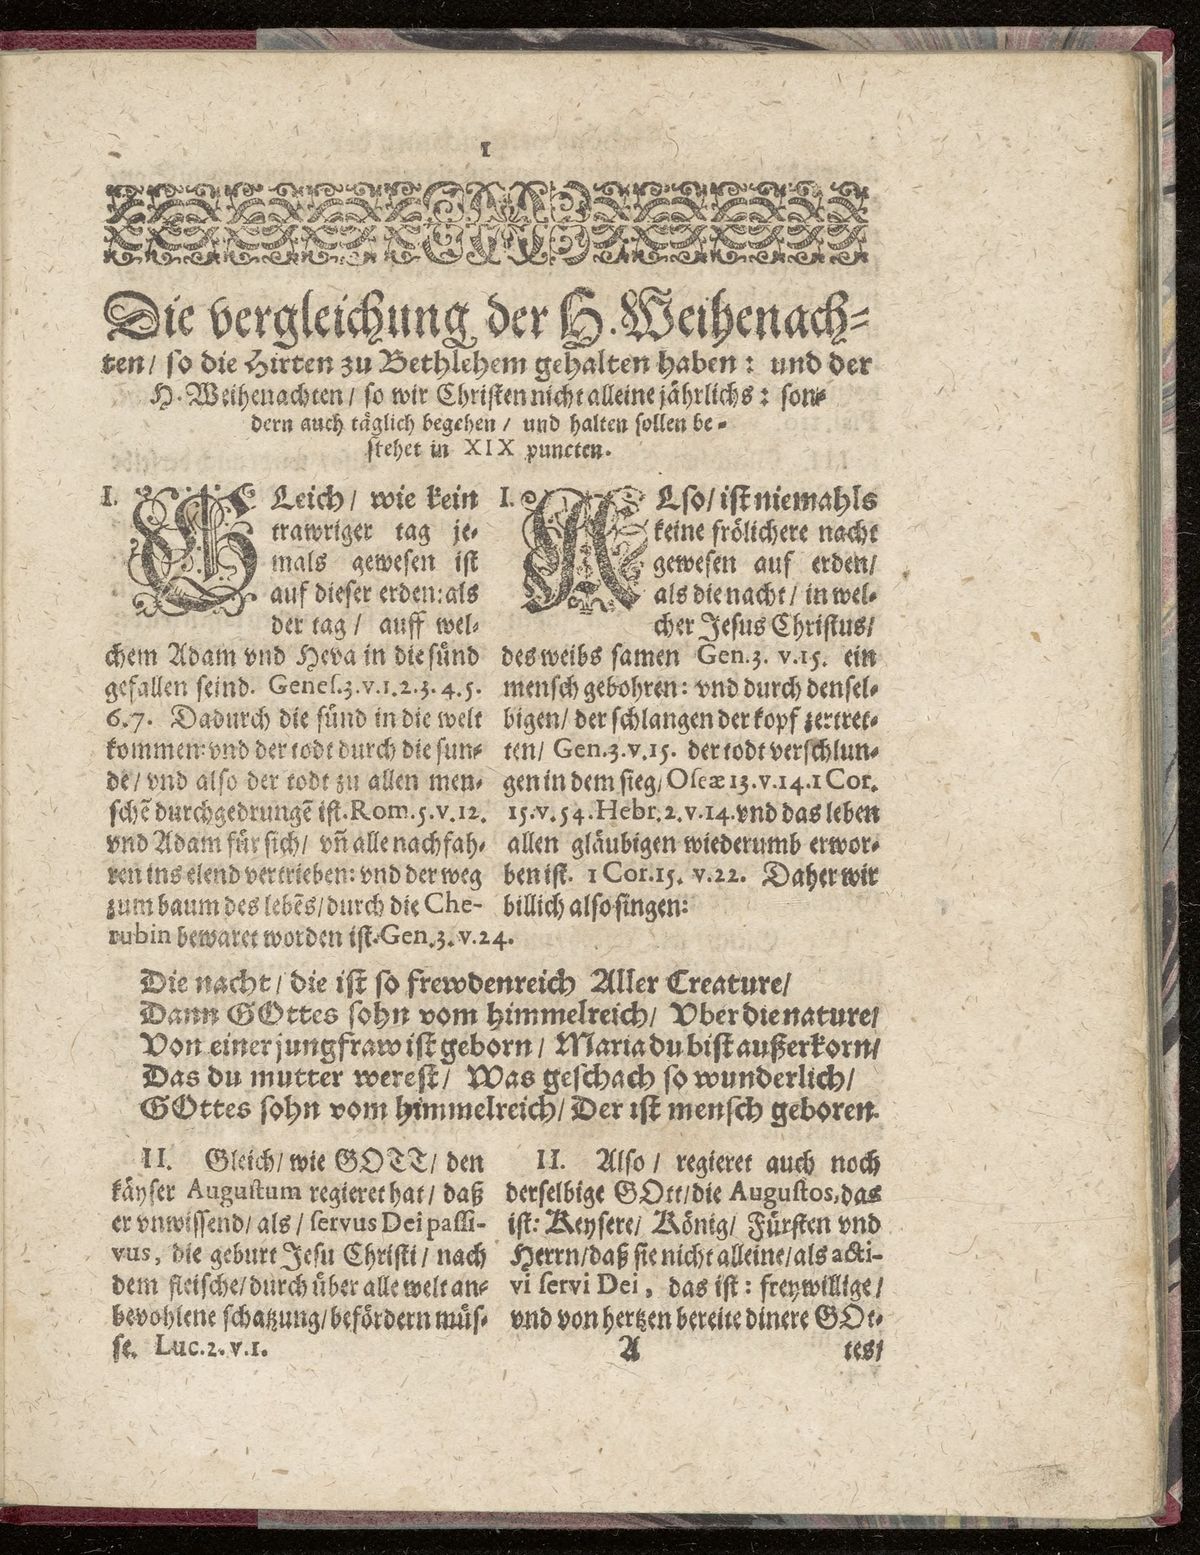 1
Die vergleichung der H. Weihenach-
ten/ so die Hirten zu Bethlehem gehalten haben: und der
H. Weihenachten/ so wir Christen nicht alleine jährlichs: son-
dern auch täglich begehen/ und halten sollen be-
stehet in XIX puncten.
I. GLeich/ wie kein
trawriger tag je-
mals gewesen ist
auf dieser erden: als
der tag/ auff wel-
chem Adam vnd Heva in die sünd
gefallen seind. Genes.3.v.1.2.3.4.5.
6.7. Dadurch die sünd in die welt
kommen: vnd der todt durch die sun-
dē/ vnd also der todt zu allen men-
schē durchgedrungē ist. Rom.5.v.12.
vnd Adam für sich/ vñ alle nachfah-
ren ins elend vertrieben: vnd der weg
zum baum des lebēs/ durch die Che-
rubin bewaret worden ist. Gen.3.v.24.
I. ALso/ ist niemahls
keine frölichere nacht
gewesen auf erden/
als die nacht/ in wel-
cher Jesus Christus/
des weibs samen Gen.3. v.15. ein
mensch gebohren: vnd durch densel-
bigen/ der schlangen der kopf zertret-
ten/ Gen.3.v.15. der todt verschlun-
gen in dem sieg/ Oseæ 13.v.14.1 Cor.
15.v.54. Hebr.2.v.14. vnd das leben
allen gläubigen wiederumb erwor-
ben ist. 1 Cor.15. v.22. Daher wir
billich also singen:
Die nacht/ die ist so frewdenreich Aller Creature/
Dann GOttes sohn vom himmelreich/ Vber die nature/
Von einer jungfraw ist geborn/ Maria du bist außerkorn/
Das du mutter werest/ Was geschach so wunderlich/
GOttes sohn vom himmelreich/ Der ist mensch geboren.
II. Gleich/ wie GOTT/ den
käyser Augustum regieret hat/ daß
er vnwissend/ als/ servus Dei passi-
vus, die geburt Jesu Christi/ nach
dem fleische/ durch über alle welt an-
bevohlene schatzung/ befördern müs-
se. Luc.2.v.1.
II. Also/ regieret auch noch
derselbige GOtt/ die Augustos, das
ist: Keysere/ König/ Fürsten vnd
Herrn/ daß sie nicht alleine/ als acti-
vi servi Dei, das ist: freywillige/
vnd von hertzen bereite dinere GOt-
A tes/